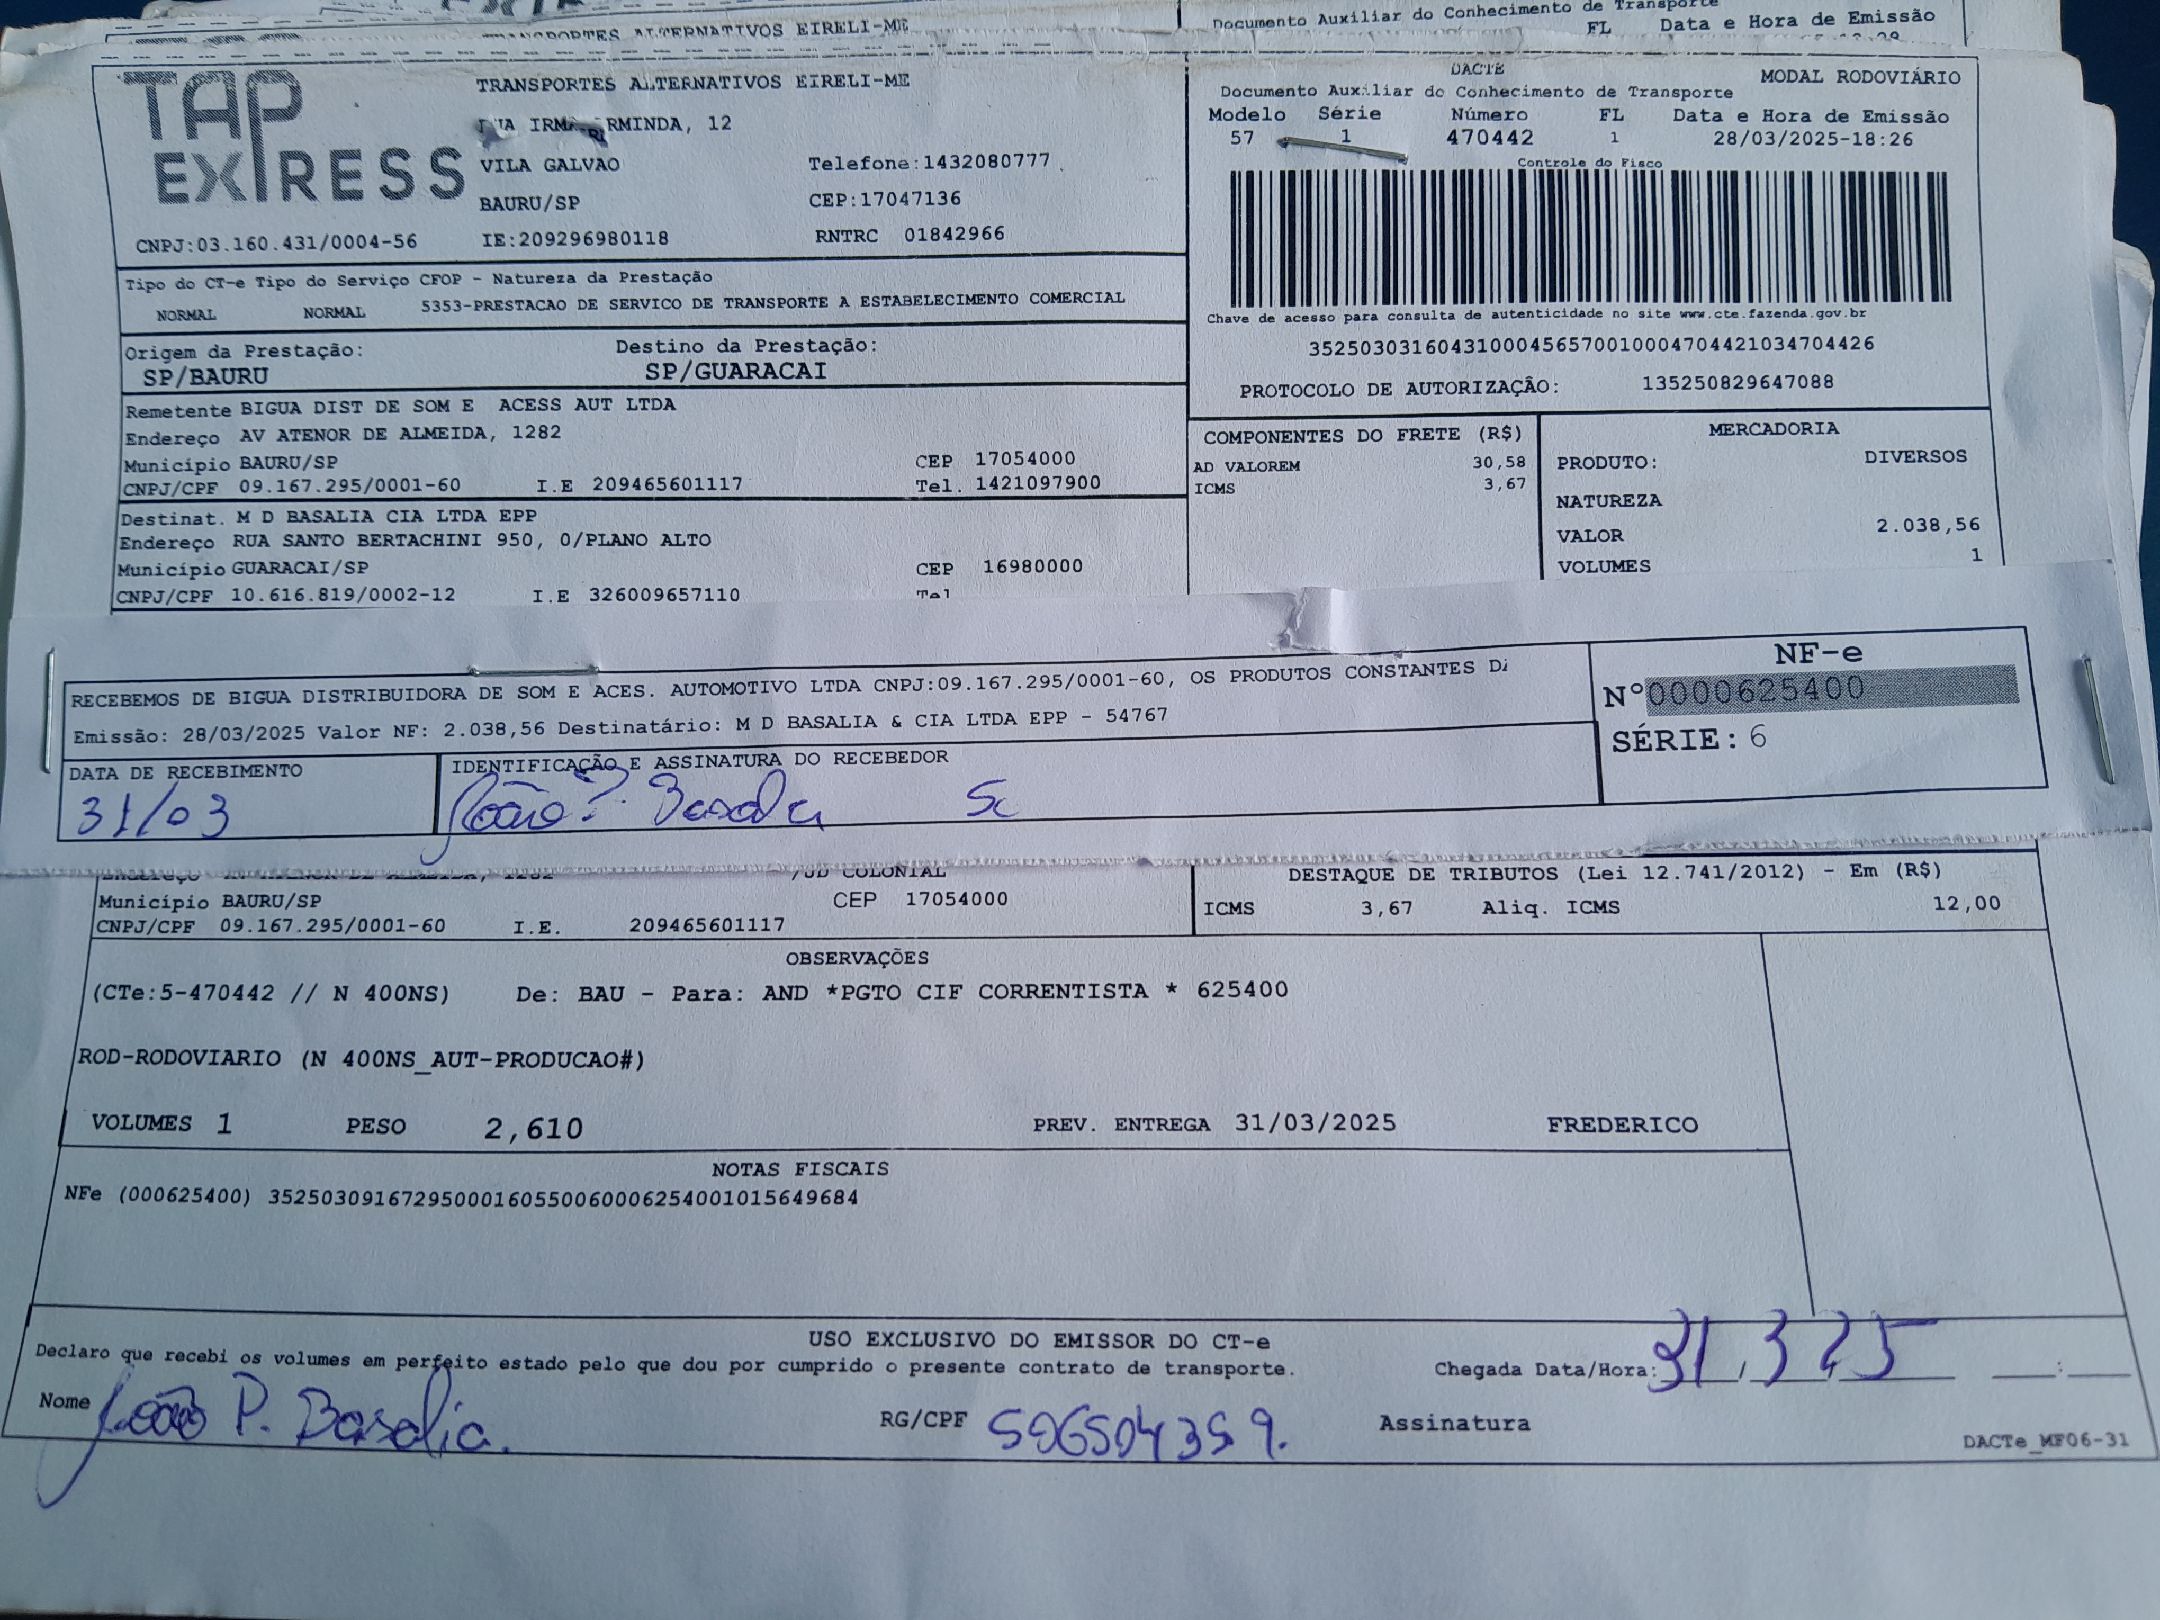 TRANSPORTES ALTERNATIVOS EIRELI-ME
Documento Auxiliar do Conhecimento de Transporte
FL Data e Hora de Emissão
TAP EXPRESS
TRANSPORTES ALTERNATIVOS EIRELI-ME
RUA IRMA ARMINDA, 12
VILA GALVAO Telefone:1432080777
BAURU/SP CEP:17047136
CNPJ:03.160.431/0004-56 IE:209296980118 RNTRC 01842966
DACTE MODAL RODOVIÁRIO
Documento Auxiliar do Conhecimento de Transporte
Modelo Série Número FL Data e Hora de Emissão
57 1 470442 1 28/03/2025-18:26
Controle do Fisco
Chave de acesso para consulta de autenticidade no site www.cte.fazenda.gov.br
35250303160431000456570010004704421034704426
PROTOCOLO DE AUTORIZAÇÃO: 135250829647088
Tipo do CT-e Tipo do Serviço CFOP - Natureza da Prestação
NORMAL NORMAL 5353-PRESTACAO DE SERVICO DE TRANSPORTE A ESTABELECIMENTO COMERCIAL
Origem da Prestação: Destino da Prestação:
SP/BAURU SP/GUARACAI
Remetente BIGUA DIST DE SOM E ACESS AUT LTDA
Endereço AV ATENOR DE ALMEIDA, 1282
Município BAURU/SP CEP 17054000
CNPJ/CPF 09.167.295/0001-60 I.E 209465601117 Tel. 1421097900
Destinat. M D BASALIA CIA LTDA EPP
Endereço RUA SANTO BERTACHINI 950, 0/PLANO ALTO
Município GUARACAI/SP CEP 16980000
CNPJ/CPF 10.616.819/0002-12 I.E 326009657110 Tel
COMPONENTES DO FRETE (R$)
AD VALOREM 30,58
ICMS 3,67
MERCADORIA
PRODUTO: DIVERSOS
NATUREZA
VALOR 2.038,56
VOLUMES 1
RECEBEMOS DE BIGUA DISTRIBUIDORA DE SOM E ACES. AUTOMOTIVO LTDA CNPJ:09.167.295/0001-60, OS PRODUTOS CONSTANTES DA
Emissão: 28/03/2025 Valor NF: 2.038,56 Destinatário: M D BASALIA & CIA LTDA EPP - 54767
NF-e
Nº0000625400
SÉRIE: 6
DATA DE RECEBIMENTO IDENTIFICAÇÃO E ASSINATURA DO RECEBEDOR
31/03 João P. Basalia
/JD COLONIAL
Município BAURU/SP CEP 17054000
CNPJ/CPF 09.167.295/0001-60 I.E. 209465601117
DESTAQUE DE TRIBUTOS (Lei 12.741/2012) - Em (R$)
ICMS 3,67 Aliq. ICMS 12,00
OBSERVAÇÕES
(CTe:5-470442 // N 400NS) De: BAU - Para: AND *PGTO CIF CORRENTISTA * 625400
ROD-RODOVIARIO (N 400NS_AUT-PRODUCAO#)
VOLUMES 1 PESO 2,610 PREV. ENTREGA 31/03/2025 FREDERICO
NOTAS FISCAIS
NFe (000625400) 35250309167295000160550060006254001015649684
USO EXCLUSIVO DO EMISSOR DO CT-e
Declaro que recebi os volumes em perfeito estado pelo que dou por cumprido o presente contrato de transporte. Chegada Data/Hora: 31/3 25 :
Nome João P. Basalia. RG/CPF 506504359. Assinatura
DACTe_MF06-31